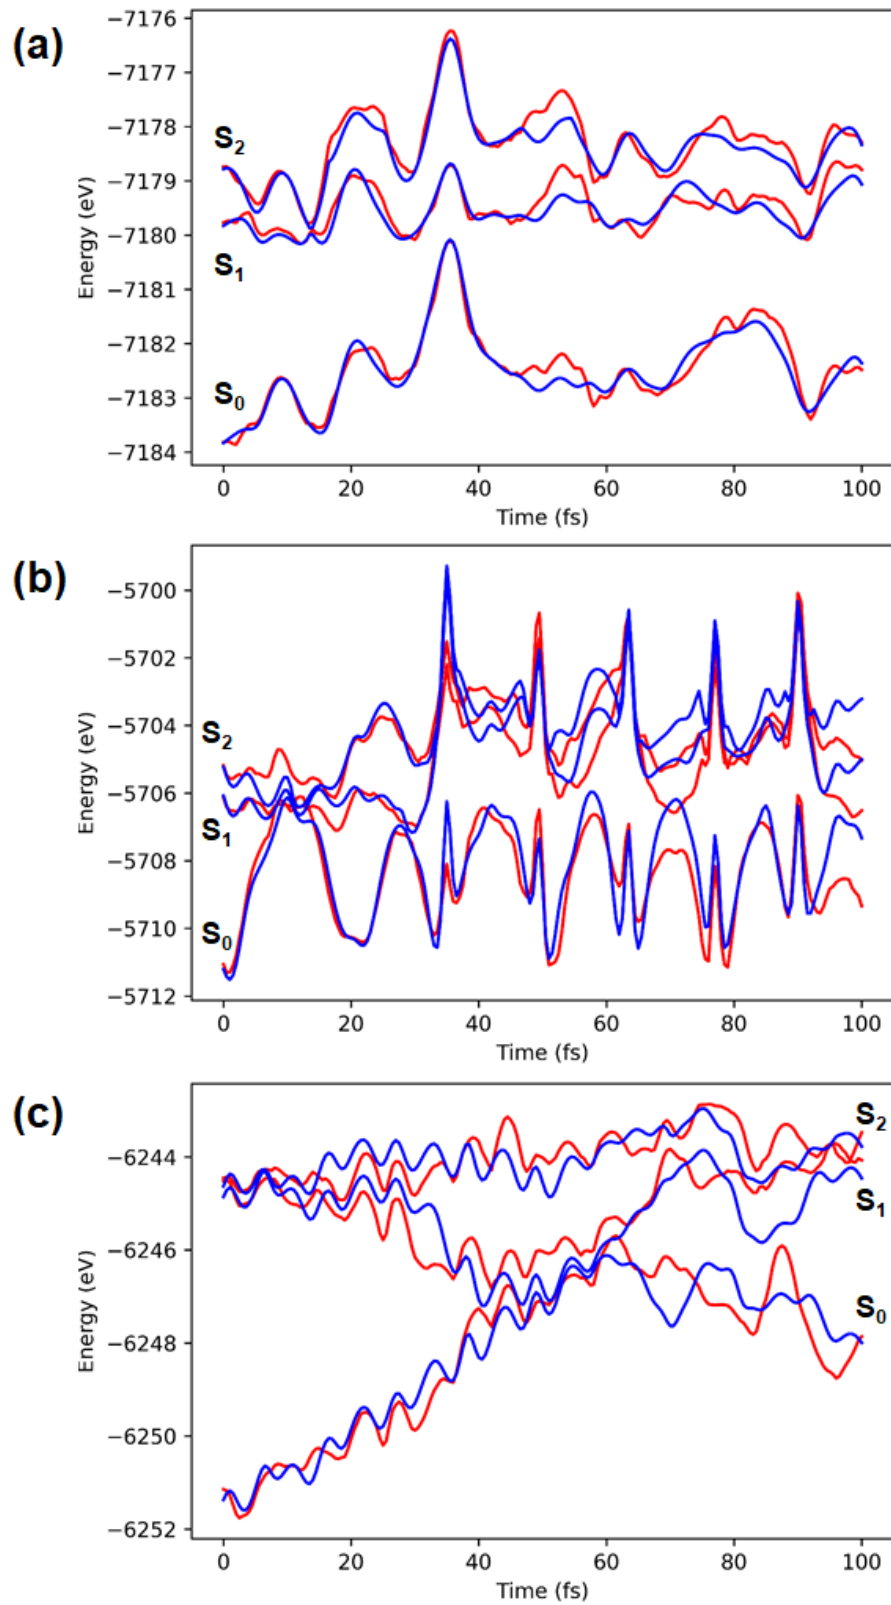 (a)
−7176
−7177
−7178
−7179
−7180
−7181
−7182
−7183
−7184
Energy (eV)
S2
S1
S0
0 20 40 60 80 100
Time (fs)
(b)
−5700
−5702
−5704
−5706
−5708
−5710
−5712
Energy (eV)
S2
S1
S0
0 20 40 60 80 100
Time (fs)
(c)
−6244
−6246
−6248
−6250
−6252
Energy (eV)
S2
S1
S0
0 20 40 60 80 100
Time (fs)